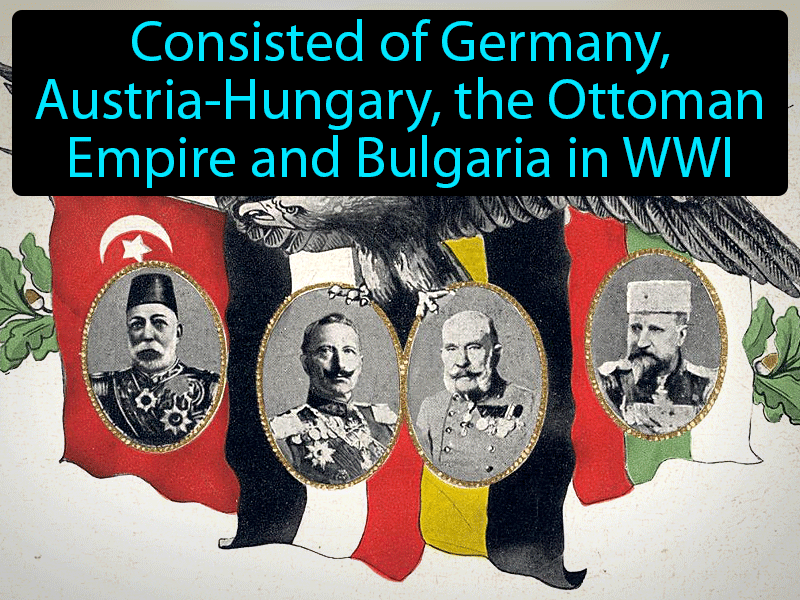 Consisted of Germany,
Austria-Hungary, the Ottoman
Empire and Bulgaria in WWI